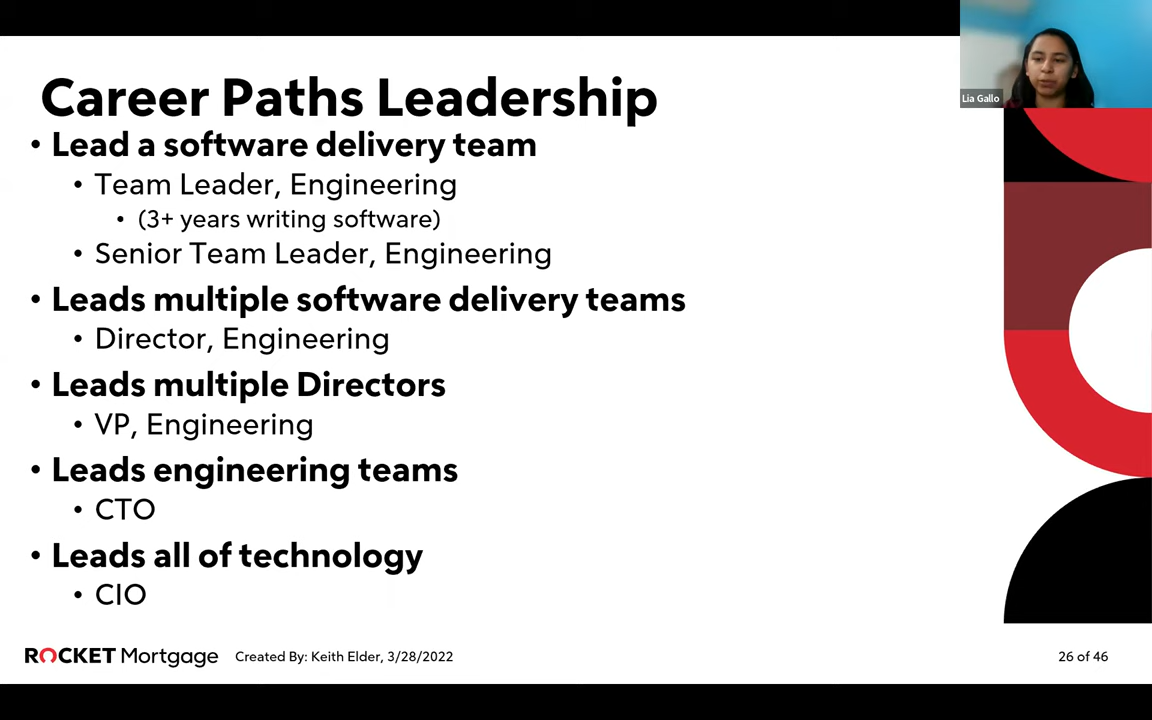 Career Paths Leadership
• Lead a software delivery team
• Team Leader, Engineering
• (3+ years writing software)
• Senior Team Leader, Engineering
• Leads multiple software delivery teams
• Director, Engineering
• Leads multiple Directors
• VP, Engineering
• Leads engineering teams
• CTO
• Leads all of technology
• CIO
Lia Gallo
ROCKET Mortgage
Created By: Keith Elder, 3/28/2022
26 of 46